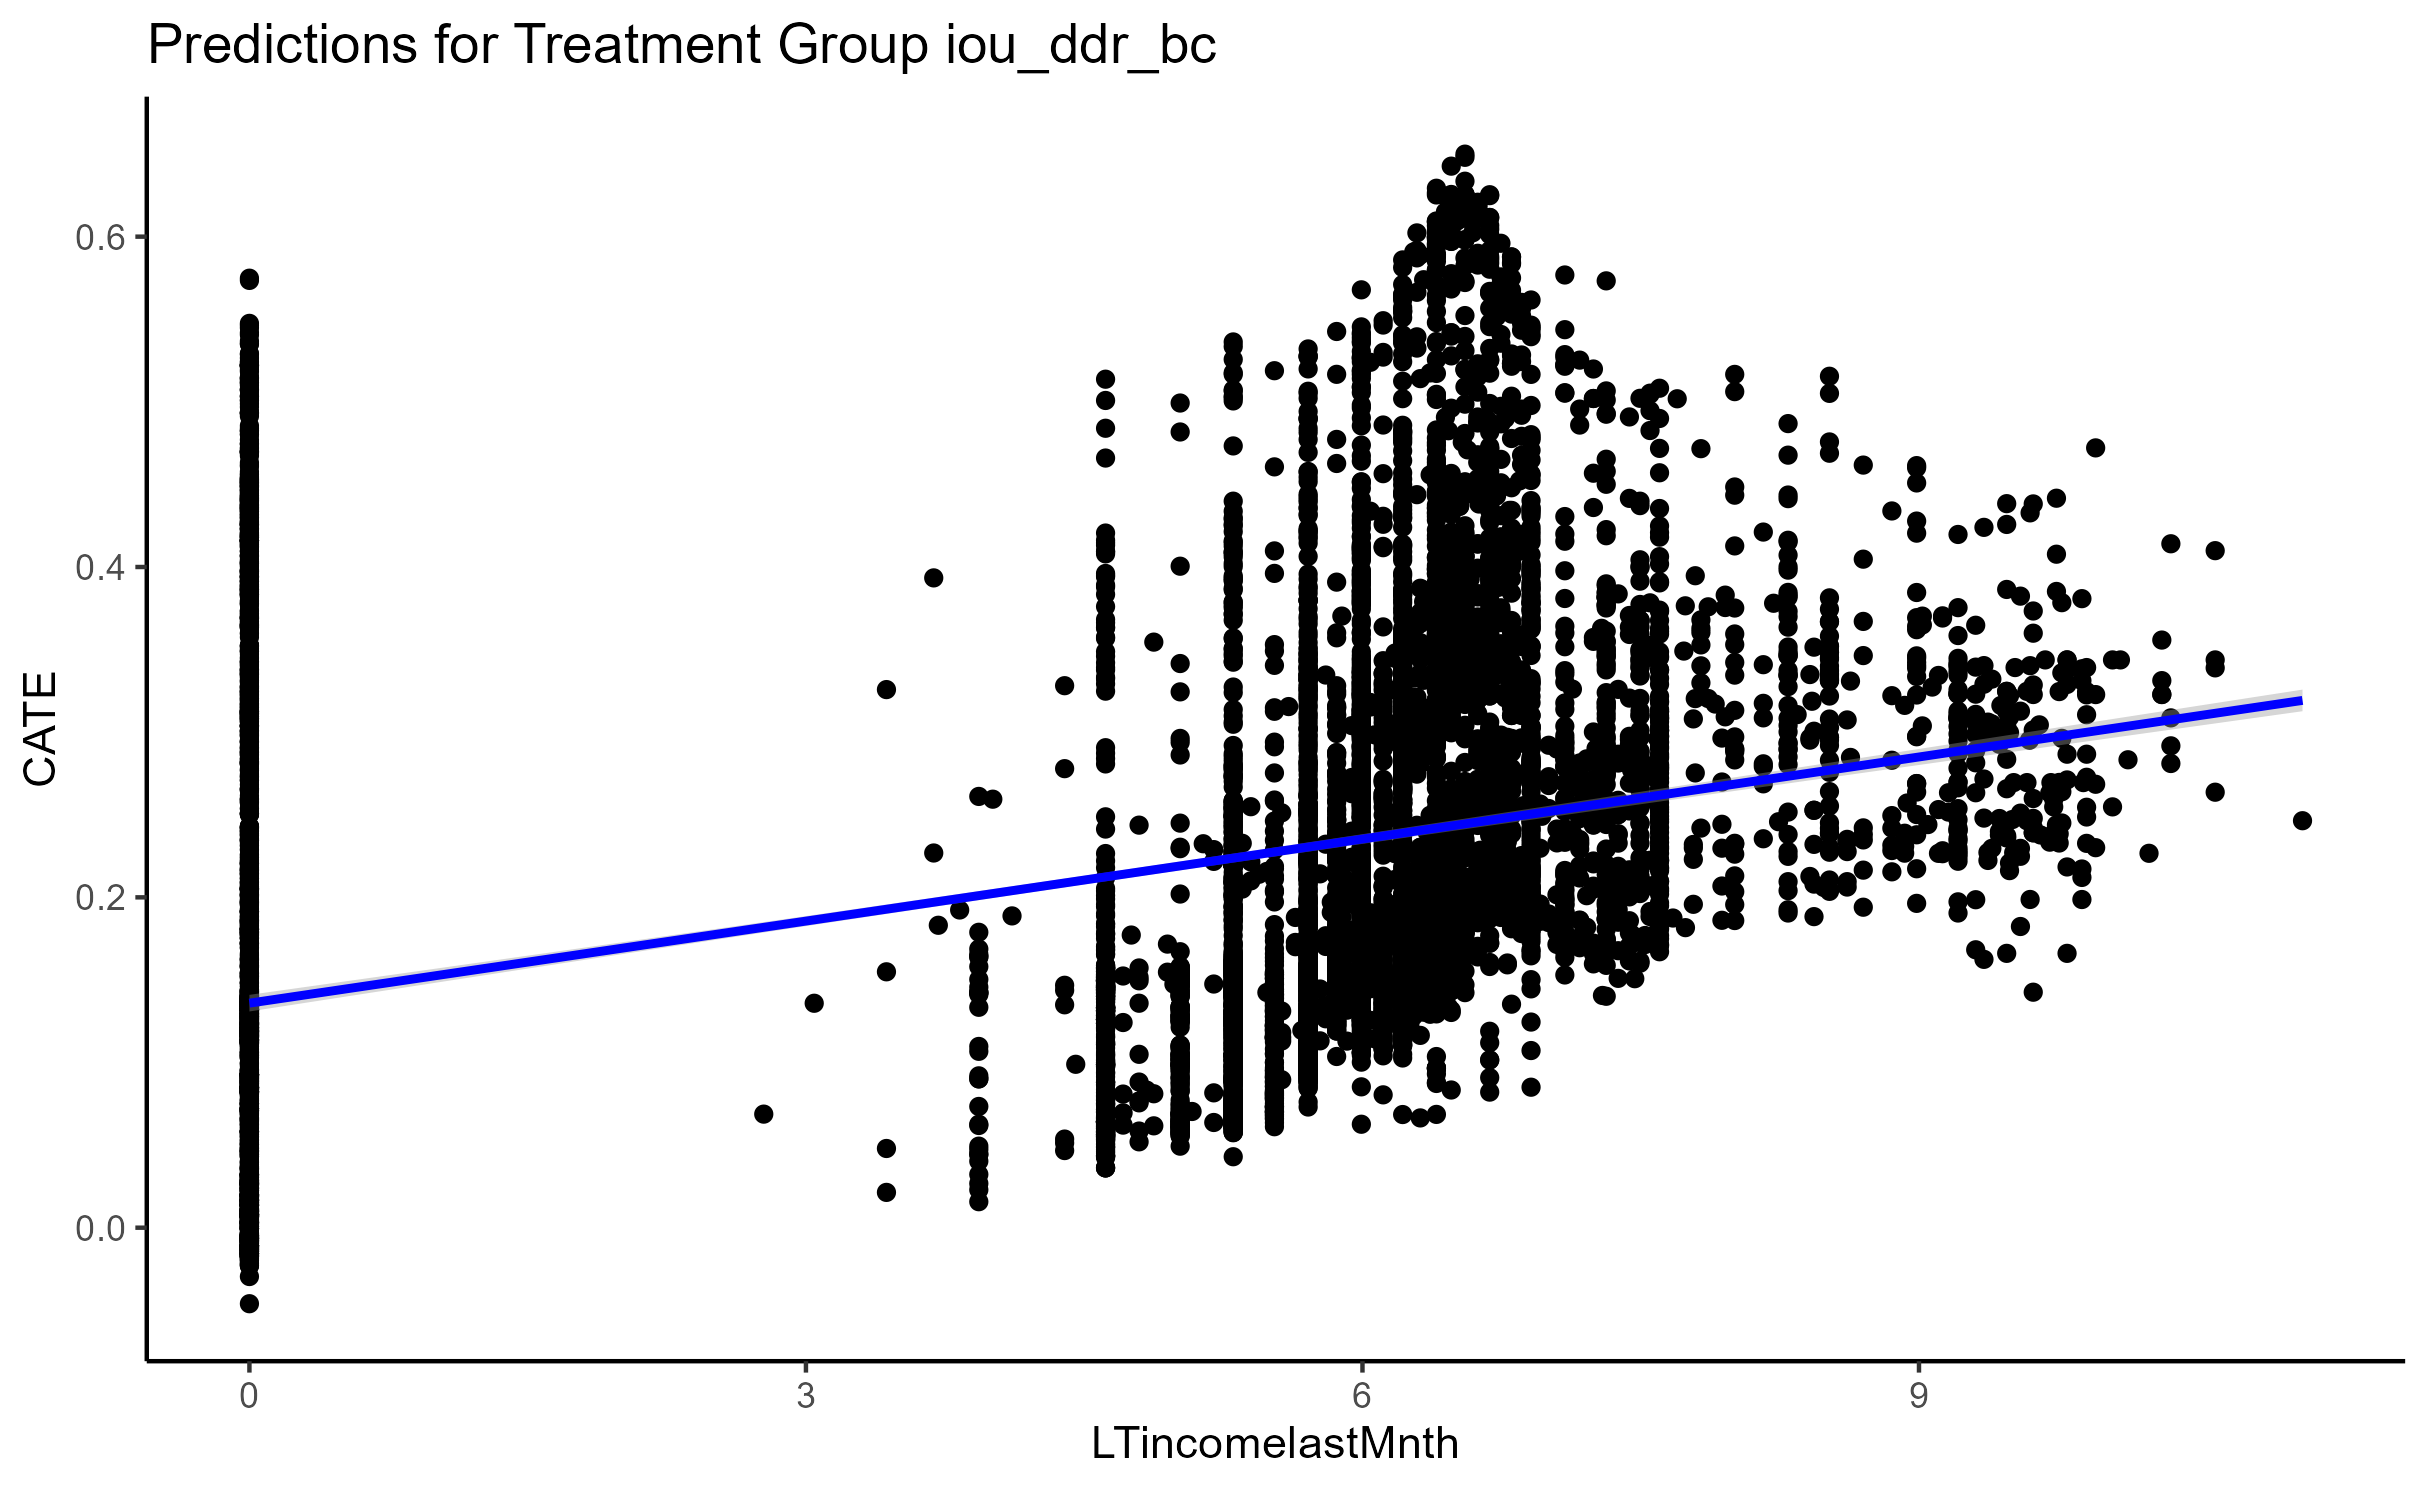 Predictions for Treatment Group iou_ddr_bc
CATE
0.6
0.4
0.2
0.0
0 3 6 9
LTincomelastMnth